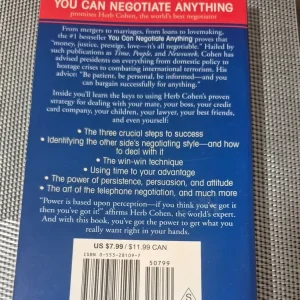 YOU CAN NEGOTIATE ANYTHING
promises Herb Cohen, the world's best negotiator
From mergers to marriages, from loans to lovemaking,
the #1 bestseller You Can Negotiate Anything proves that
"money, justice, prestige, love—it's all negotiable." Hailed by
such publications as Time, People, and Newsweek, Cohen has
advised presidents on everything from domestic policy to
hostage crises to combating international terrorism. His
advice: "Be patient, be personal, be informed—and you
can bargain successfully for anything."
Inside you'll learn the keys to using Herb Cohen's proven
strategy for dealing with your mate, your boss, your credit
card company, your children, your lawyer, your best friends,
and even yourself:
• The three crucial steps to success
• Identifying the other side's negotiating style—and how
to deal with it
• The win-win technique
• Using time to your advantage
• The power of persistence, persuasion, and attitude
• The art of the telephone negotiation, and much more
"Power is based upon perception—if you think you've got it
then you've got it!" affirms Herb Cohen, the world's expert.
And with this book, you've got the power to get what you
really want right in your hands.
US $7.99 / $11.99 CAN
ISBN 0-553-28109-7
50799